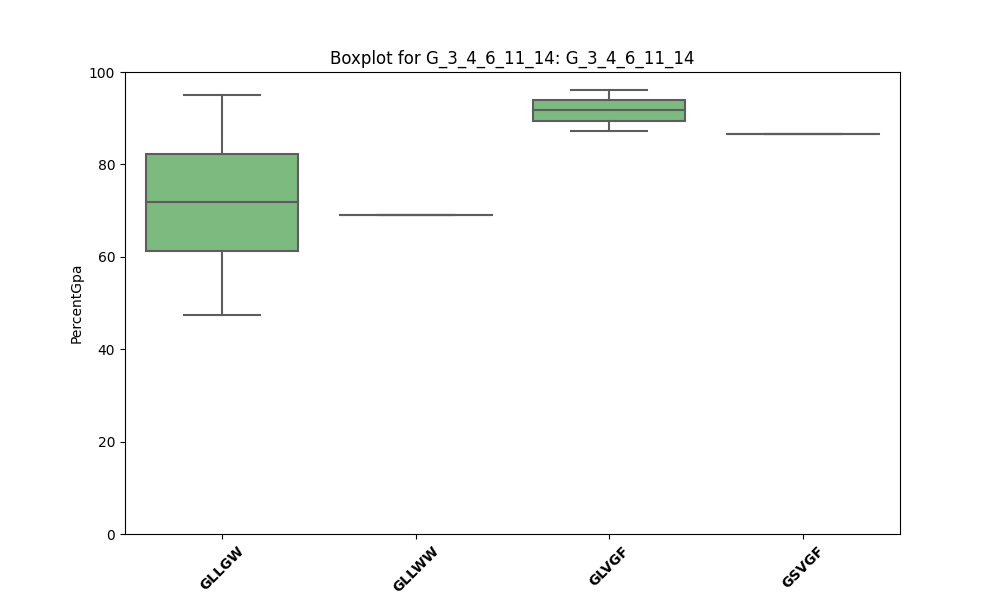 Boxplot for G_3_4_6_11_14: G_3_4_6_11_14
PercentGpa
100
80
60
40
20
0
GLLGW
GLLWW
GLVGF
GSVGF